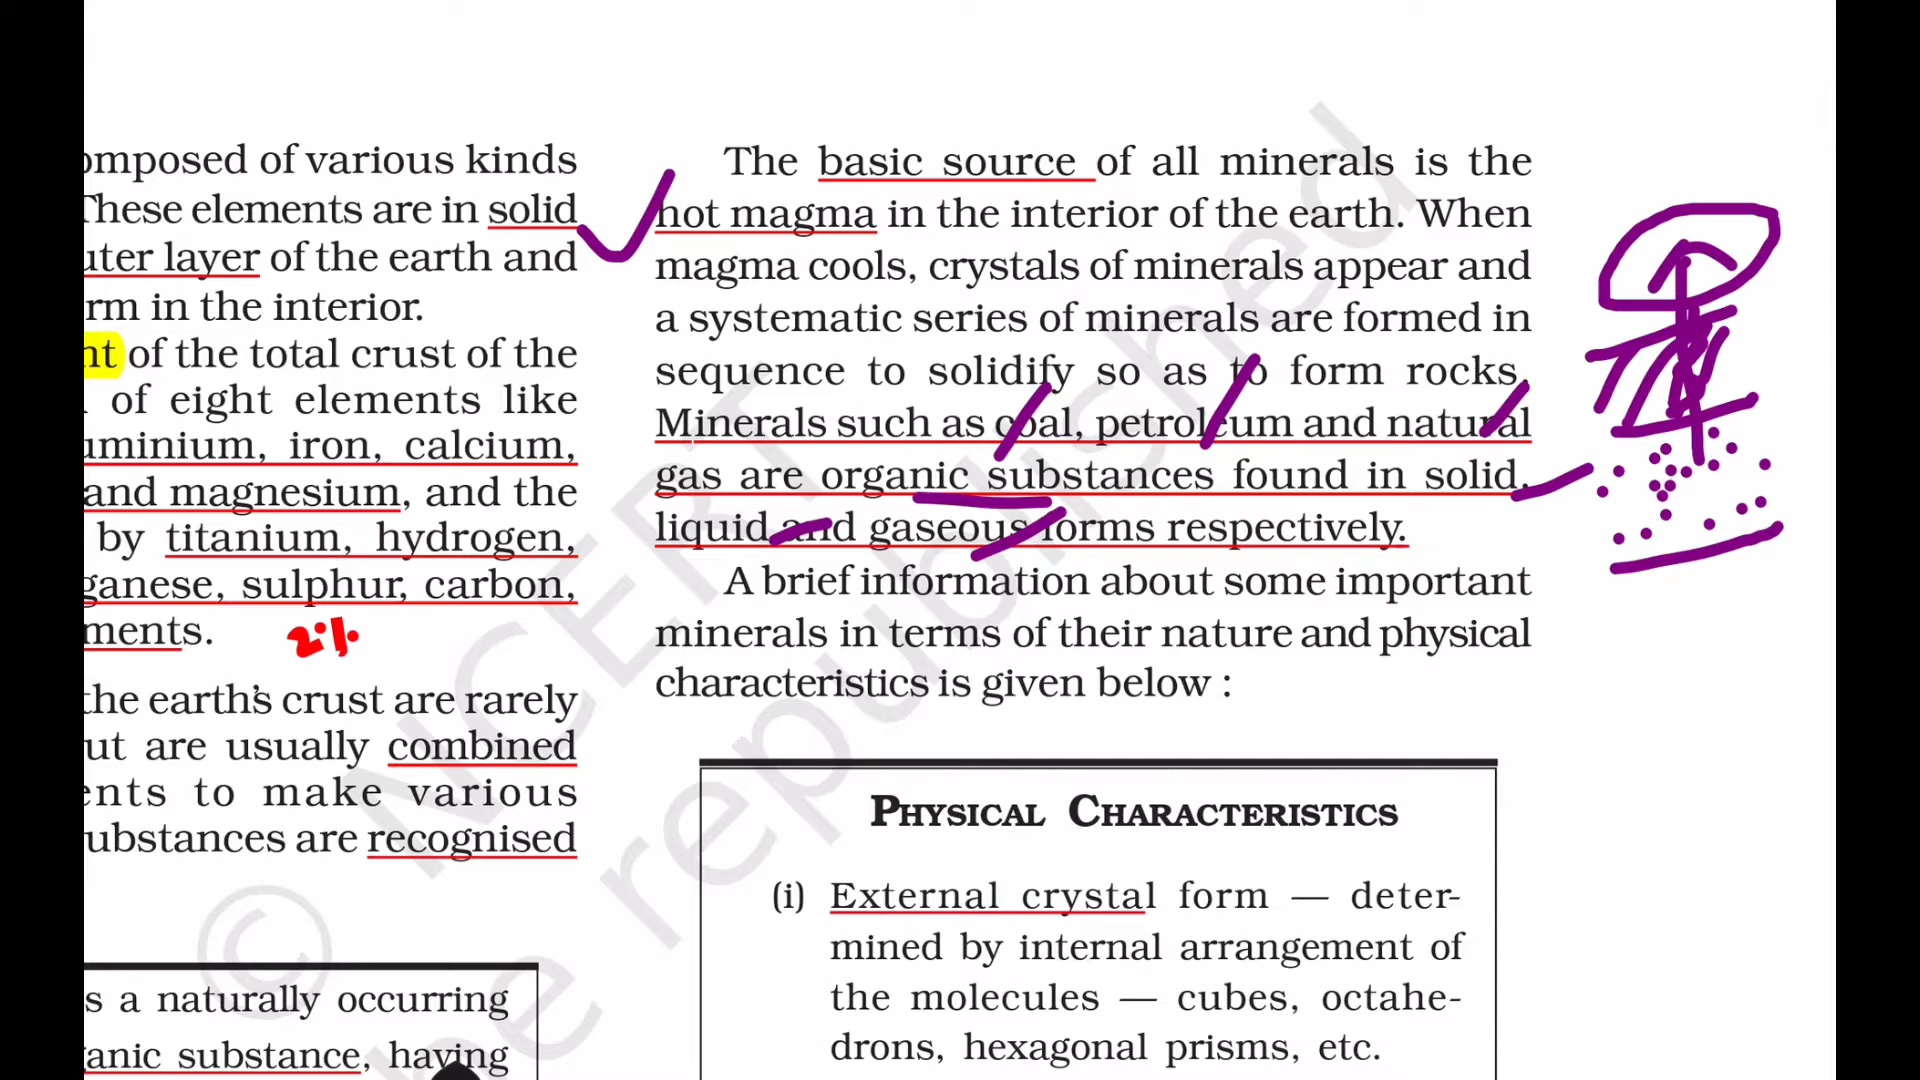 omposed of various kinds
These elements are in solid
uter layer of the earth and
rm in the interior.
nt of the total crust of the
of eight elements like
uminium, iron, calcium,
and magnesium, and the
by titanium, hydrogen,
ganese, sulphur, carbon,
ments.
2%
the earth's crust are rarely
ut are usually combined
ents to make various
ubstances are recognised
s a naturally occurring
ganic substance, having
The basic source of all minerals is the
hot magma in the interior of the earth. When
magma cools, crystals of minerals appear and
a systematic series of minerals are formed in
sequence to solidify so as to form rocks.
Minerals such as coal, petroleum and natural
gas are organic substances found in solid,
liquid and gaseous forms respectively.
A brief information about some important
minerals in terms of their nature and physical
characteristics is given below :
PHYSICAL CHARACTERISTICS
(i) External crystal form — deter-
mined by internal arrangement of
the molecules — cubes, octahe-
drons, hexagonal prisms, etc.
© NCERT
be republished